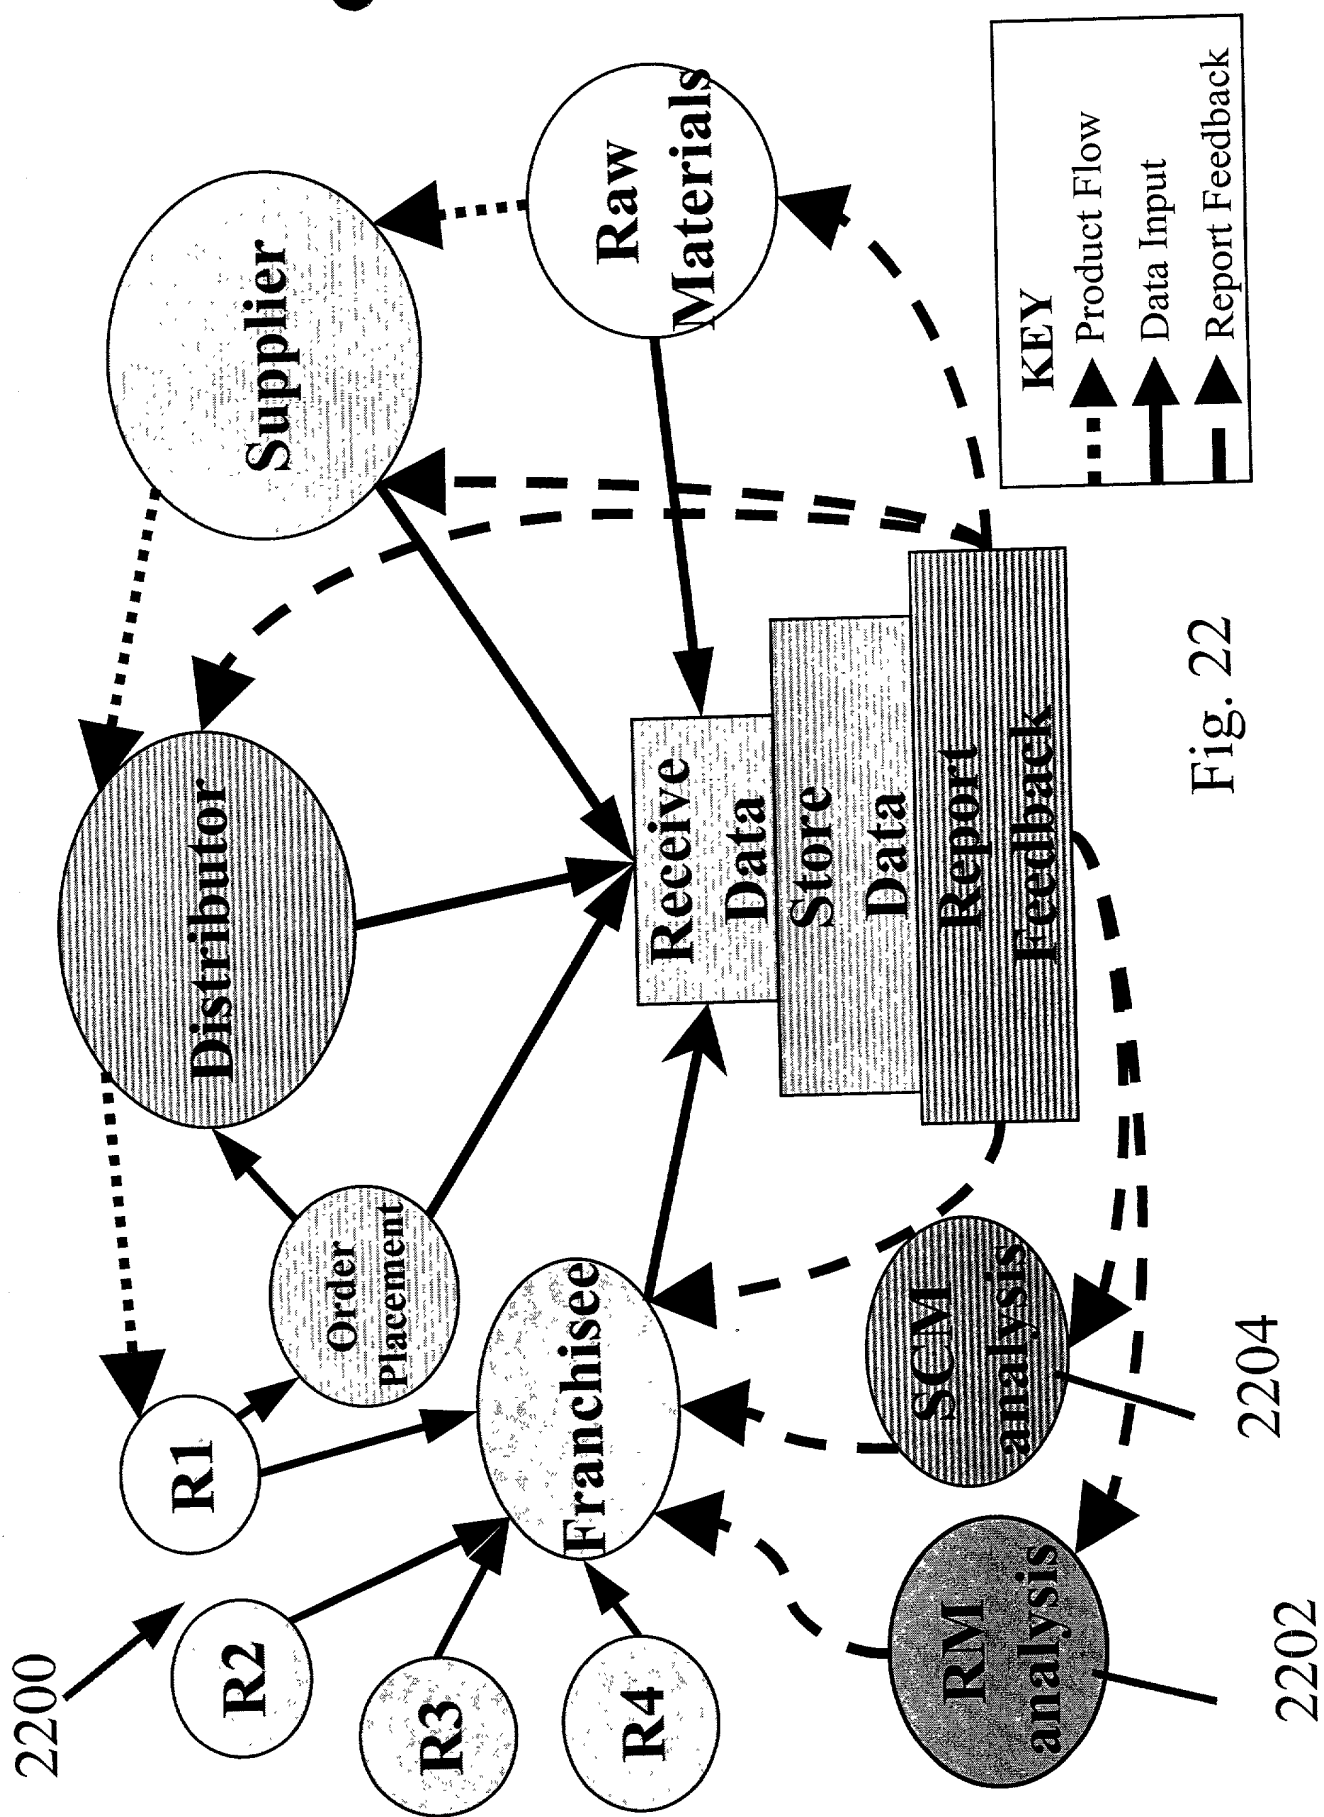 2200
R1
R2
R3
R4
Order
Placement
Distributor
Supplier
Raw
Materials
Franchisee
Receive
Data
Store
Data
Report
Feedback
RM
analysis
SCM
analysis
2202
2204
KEY
Product Flow
Data Input
Report Feedback
Fig. 22